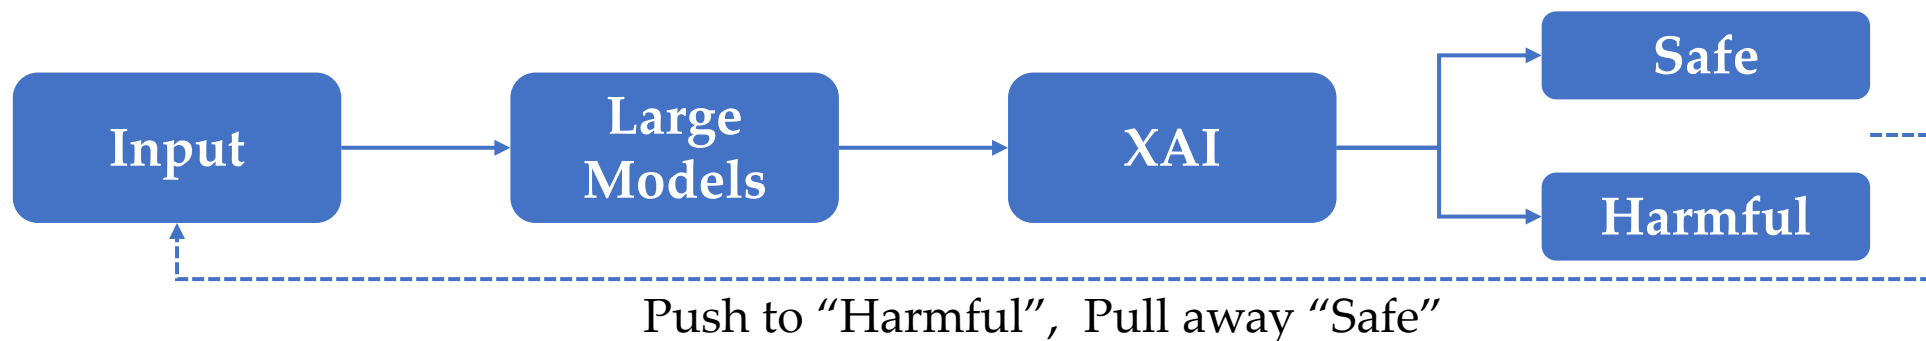 Input
Large
Models
XAI
Safe
Harmful
Push to “Harmful”,  Pull away “Safe”